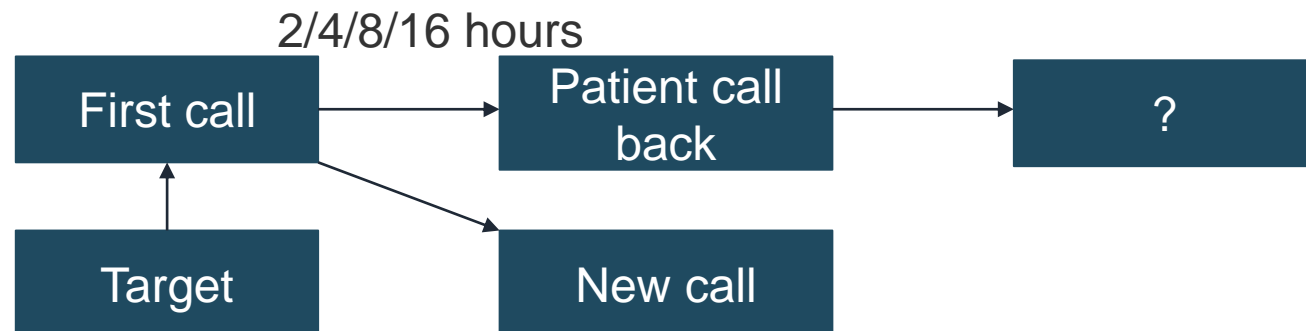 2/4/8/16 hours
First call
Patient call
back
?
Target
New call